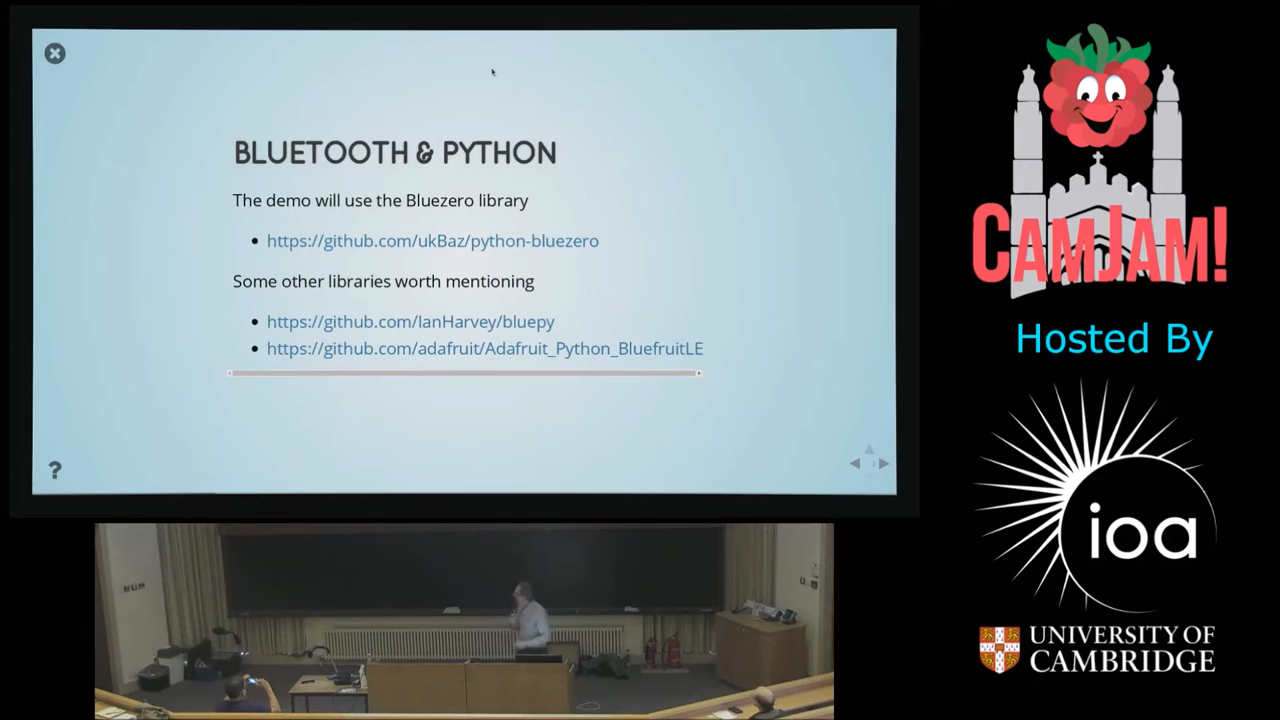 BLUETOOTH & PYTHON
The demo will use the Bluezero library
https://github.com/ukBaz/python-bluezero
Some other libraries worth mentioning
https://github.com/IanHarvey/bluepy
https://github.com/adafruit/Adafruit_Python_BluefruitLE
?
CAMJAM!
Hosted By
ioa
UNIVERSITY OF
CAMBRIDGE